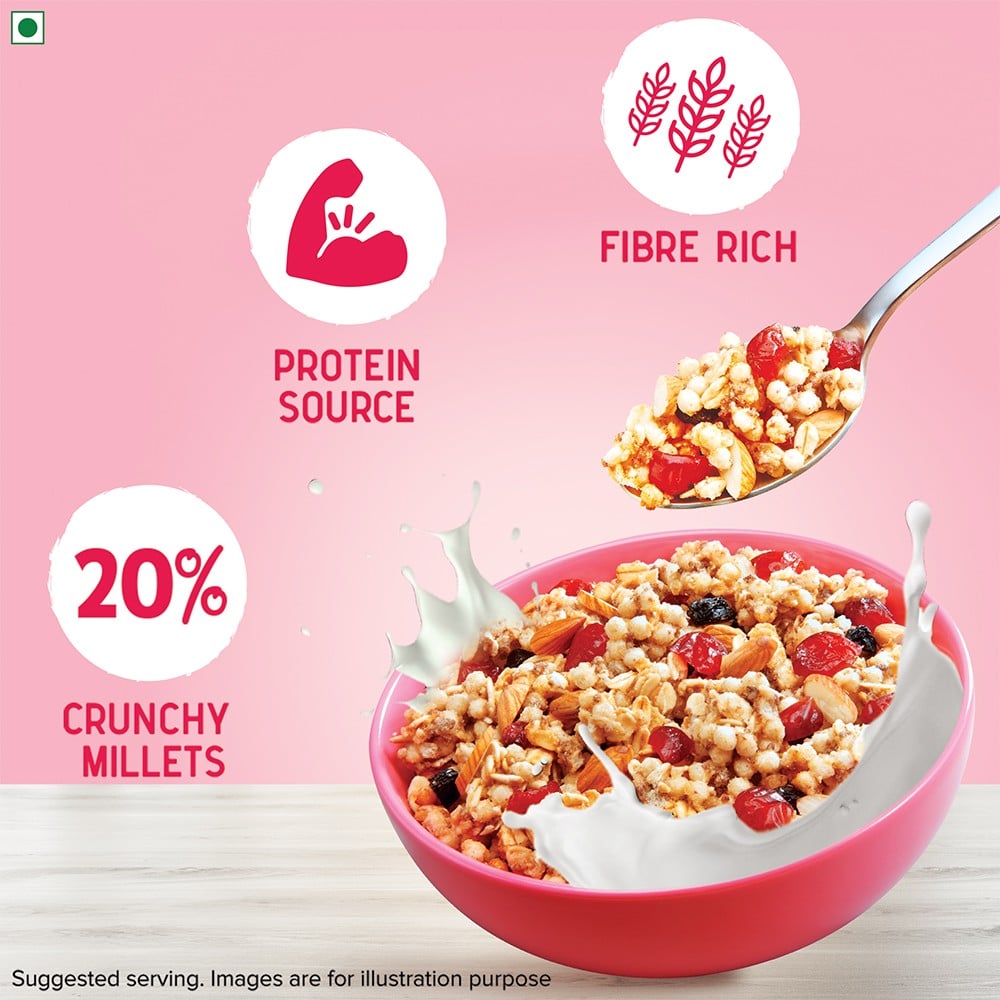 FIBRE RICH
PROTEIN
SOURCE
20%
CRUNCHY
MILLETS
Suggested serving. Images are for illustration purpose